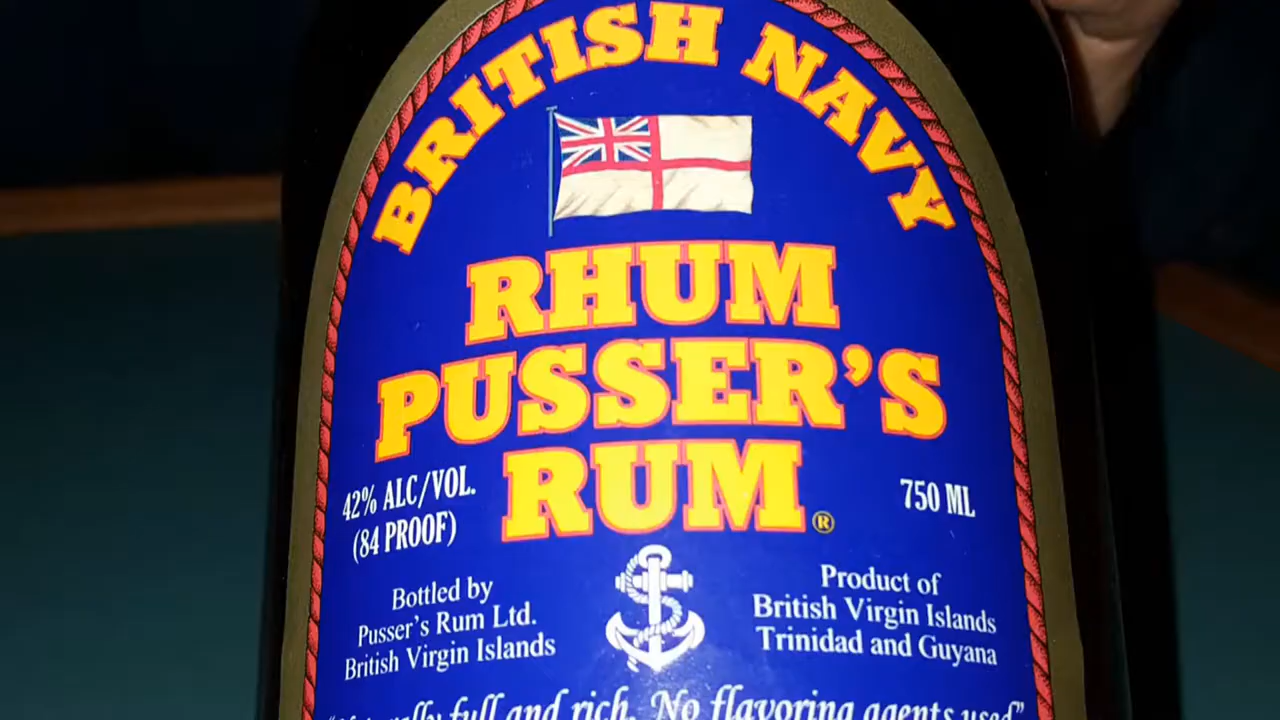 BRITISH NAVY
RHUM
PUSSER'S
RUM®
42% ALC/VOL.
(84 PROOF)
750 ML
Bottled by
Pusser's Rum Ltd.
British Virgin Islands
Product of
British Virgin Islands
Trinidad and Guyana
full and rich. No flavoring agents used"